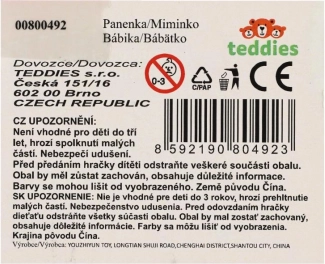 00800492
Panenka/Miminko
Bábika/Bábätko
teddies
Dovozce/Dovozca:
TEDDIES s.r.o.
Česká 151/16
602 00 Brno
CZECH REPUBLIC
0-3
C/PAP
CE
8 592190 804923
CZ UPOZORNĚNÍ:
Není vhodné pro děti do tří
let, hrozí spolknutí malých
částí. Nebezpečí udušení.
Před předáním hračky dítěti odstraňte veškeré součásti obalu.
Obal by měl zůstat zachován, obsahuje důležité informace.
Barvy se mohou lišit od vyobrazeného. Země původu Čína.
SK UPOZORNENIE: Nie je vhodné pre deti do 3 rokov, hrozí prehltnutie
malých častí. Nebezpečenstvo udusenia. Pred odovzdaním hračky
dieťaťu odstraňte všetky súčasti obalu. Obal by mal zostať zachovaný,
obsahuje dôležité informácie. Farby sa môžu líšiť od vyobrazeného.
Krajina pôvodu Čína.
Výrobce/Výrobca: YOUZHIYUN TOY, LONGTIAN SHUJI ROAD,CHENGHAI DISTRICT,SHANTOU CITY, CHINA